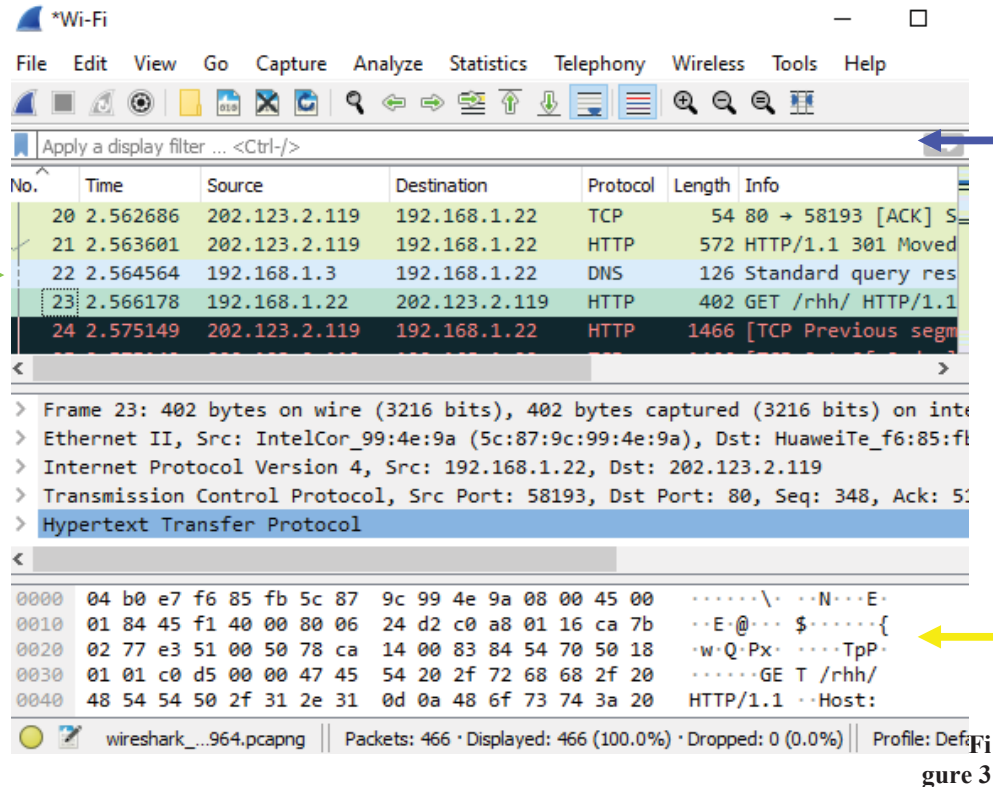 *Wi-Fi
File Edit View Go Capture Analyze Statistics Telephony Wireless Tools Help
Apply a display filter ... <Ctrl-/>
No. Time Source Destination Protocol Length Info
20 2.562686 202.123.2.119 192.168.1.22 TCP 54 80 → 58193 [ACK] S
21 2.563601 202.123.2.119 192.168.1.22 HTTP 572 HTTP/1.1 301 Moved
22 2.564564 192.168.1.3 192.168.1.22 DNS 126 Standard query res
23 2.566178 192.168.1.22 202.123.2.119 HTTP 402 GET /rhh/ HTTP/1.1
24 2.575149 202.123.2.119 192.168.1.22 HTTP 1466 [TCP Previous segm
> Frame 23: 402 bytes on wire (3216 bits), 402 bytes captured (3216 bits) on inte
> Ethernet II, Src: IntelCor_99:4e:9a (5c:87:9c:99:4e:9a), Dst: HuaweiTe_f6:85:fb
> Internet Protocol Version 4, Src: 192.168.1.22, Dst: 202.123.2.119
> Transmission Control Protocol, Src Port: 58193, Dst Port: 80, Seq: 348, Ack: 51
> Hypertext Transfer Protocol
0000 04 b0 e7 f6 85 fb 5c 87 9c 99 4e 9a 08 00 45 00 ······\· ··N···E·
0010 01 84 45 f1 40 00 80 06 24 d2 c0 a8 01 16 ca 7b ··E·@··· $······{
0020 02 77 e3 51 00 50 78 ca 14 00 83 84 54 70 50 18 ·w·Q·Px· ····TpP·
0030 01 01 c0 d5 00 00 47 45 54 20 2f 72 68 68 2f 20 ······GE T /rhh/
0040 48 54 54 50 2f 31 2e 31 0d 0a 48 6f 73 74 3a 20 HTTP/1.1 ··Host:
wireshark_...964.pcapng Packets: 466 · Displayed: 466 (100.0%) · Dropped: 0 (0.0%) Profile: Defa
Fi
gure 3